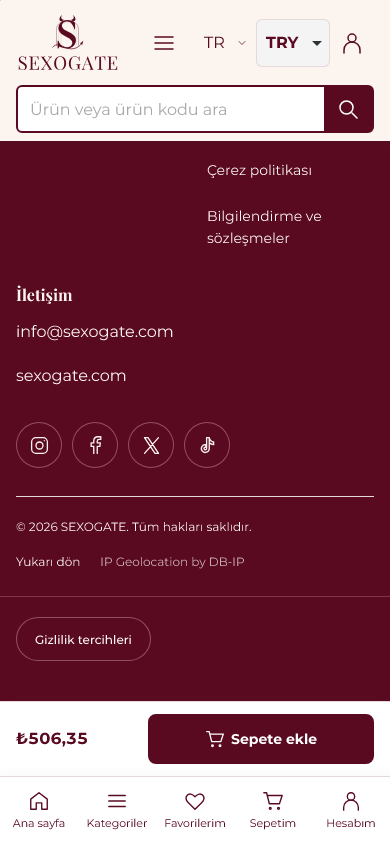 SEXOGATE
TR
TRY
Ürün veya ürün kodu ara
Çerez politikası
Bilgilendirme ve
sözleşmeler
İletişim
info@sexogate.com
sexogate.com
© 2026 SEXOGATE. Tüm hakları saklıdır.
Yukarı dön
IP Geolocation by DB-IP
Gizlilik tercihleri
₺506,35
Sepete ekle
Ana sayfa
Kategoriler
Favorilerim
Sepetim
Hesabım